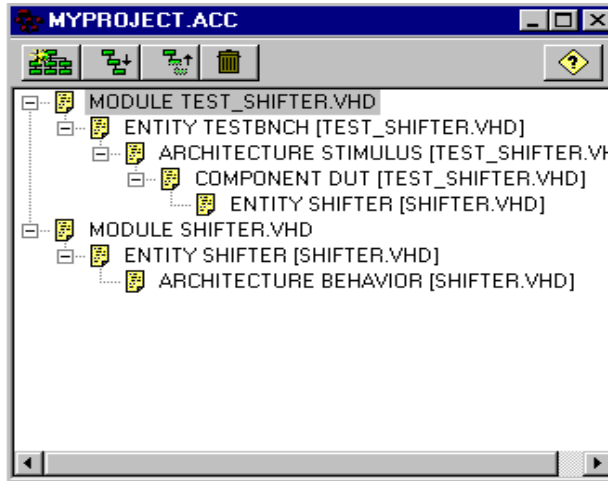 MYPROJECT.ACC
MODULE TEST_SHIFTER.VHD
ENTITY TESTBNCH [TEST_SHIFTER.VHD]
ARCHITECTURE STIMULUS [TEST_SHIFTER.VH
COMPONENT DUT [TEST_SHIFTER.VHD]
ENTITY SHIFTER [SHIFTER.VHD]
MODULE SHIFTER.VHD
ENTITY SHIFTER [SHIFTER.VHD]
ARCHITECTURE BEHAVIOR [SHIFTER.VHD]